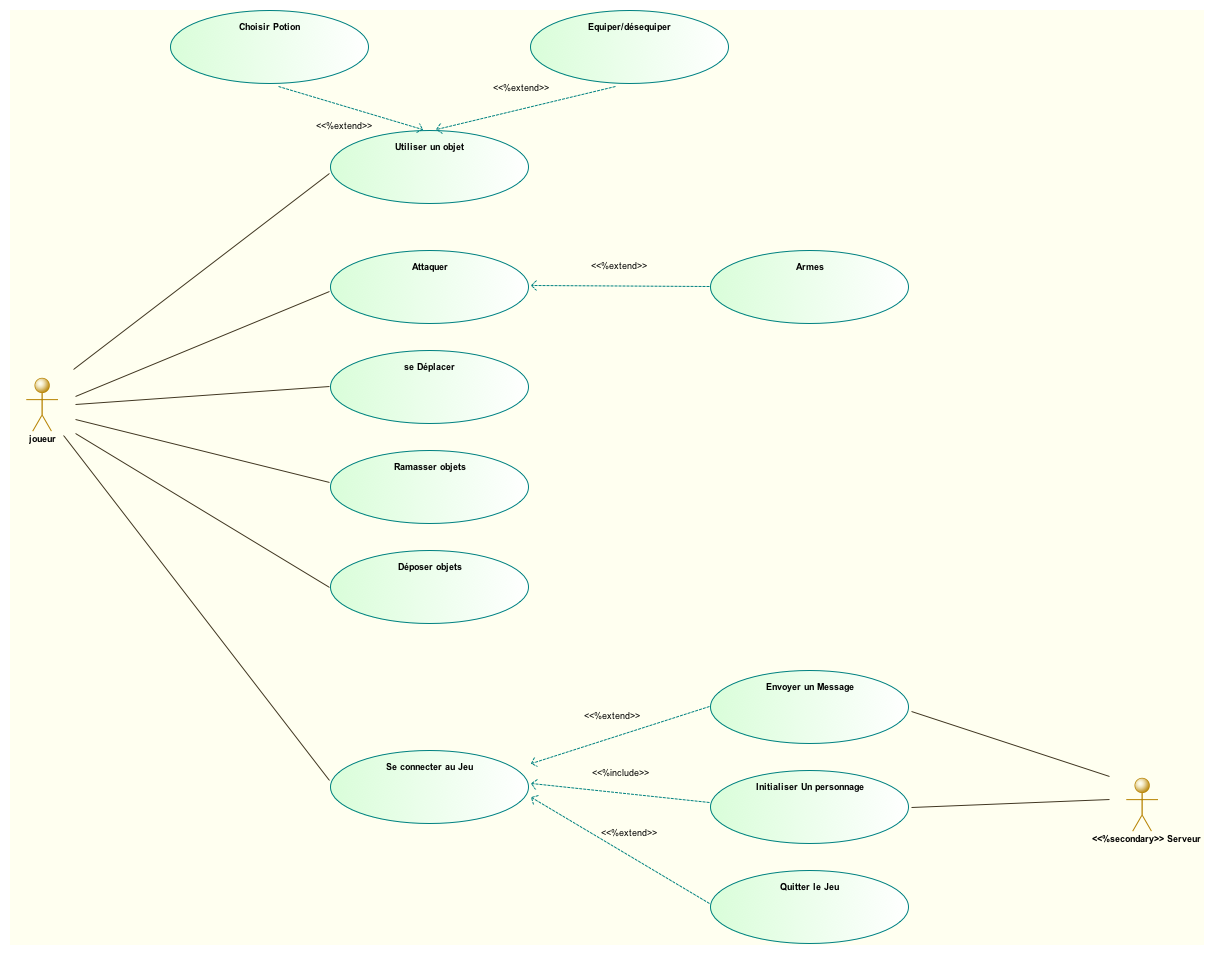 Choisir Potion
Equiper/désequiper
<<%extend>>
<<%extend>>
Utiliser un objet
Attaquer
<<%extend>>
Armes
se Déplacer
joueur
Ramasser objets
Déposer objets
Envoyer un Message
<<%extend>>
Se connecter au Jeu
<<%include>>
Initialiser Un personnage
<<%extend>>
<<%secondary>> Serveur
Quitter le Jeu